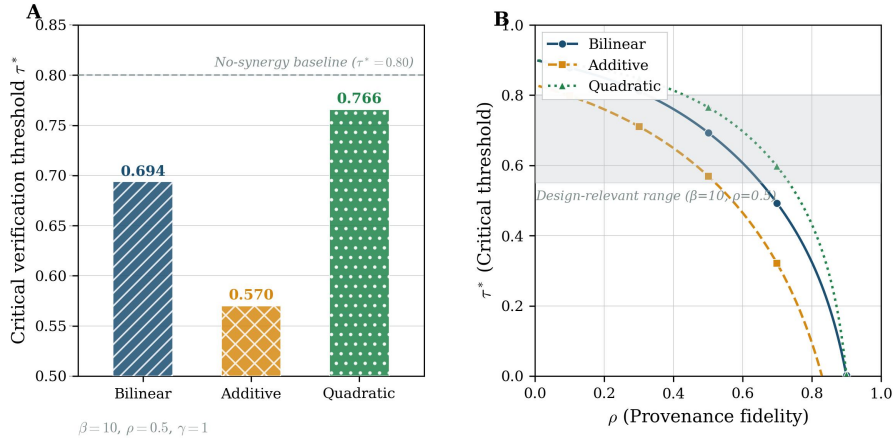 A
Critical verification threshold τ*
0.85
0.80
0.75
0.70
0.65
0.60
0.55
0.50
No-synergy baseline (τ* = 0.80)
0.694
0.570
0.766
Bilinear
Additive
Quadratic
β = 10, ρ = 0.5, γ = 1
B
τ* (Critical threshold)
1.0
0.8
0.6
0.4
0.2
0.0
Bilinear
Additive
Quadratic
Design-relevant range (β=10, ρ=0.5)
0.0
0.2
0.4
0.6
0.8
1.0
ρ (Provenance fidelity)